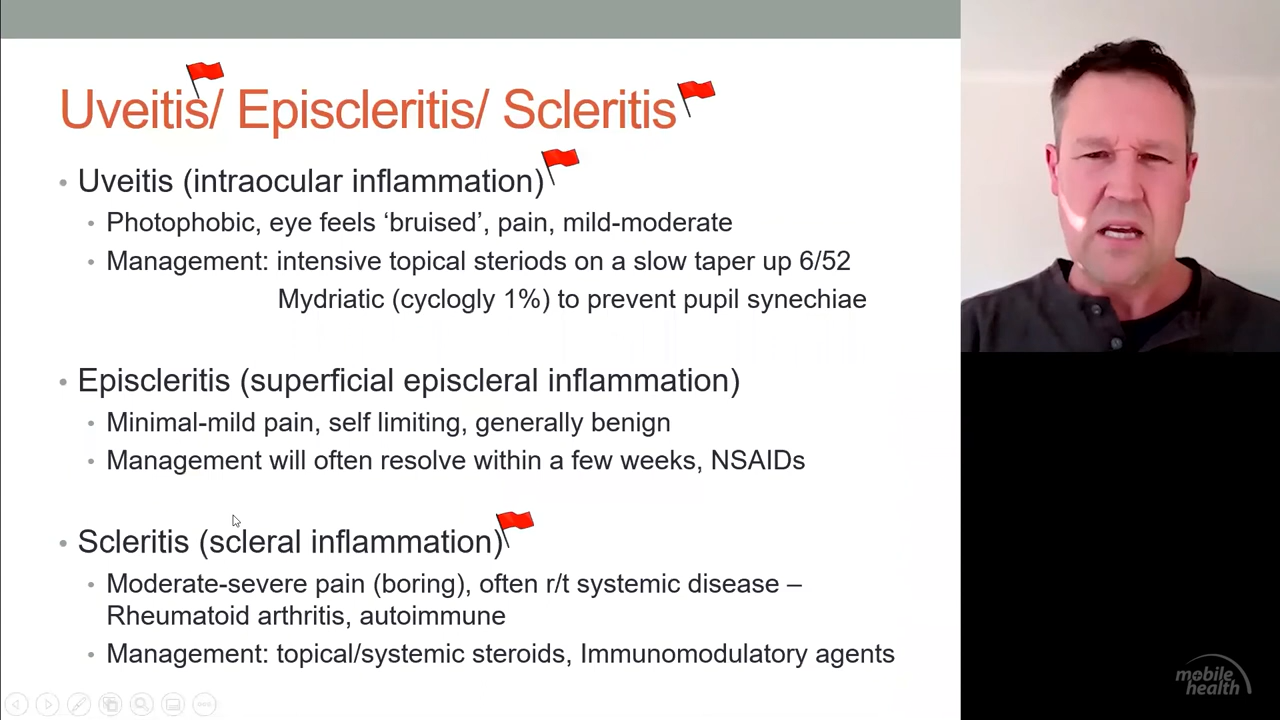 Uveitis/ Episcleritis/ Scleritis
• Uveitis (intraocular inflammation)
• Photophobic, eye feels ‘bruised’, pain, mild-moderate
• Management: intensive topical steriods on a slow taper up 6/52
Mydriatic (cyclogly 1%) to prevent pupil synechiae
• Episcleritis (superficial episcleral inflammation)
• Minimal-mild pain, self limiting, generally benign
• Management will often resolve within a few weeks, NSAIDs
• Scleritis (scleral inflammation)
• Moderate-severe pain (boring), often r/t systemic disease –
Rheumatoid arthritis, autoimmune
• Management: topical/systemic steroids, Immunomodulatory agents
mobile
health